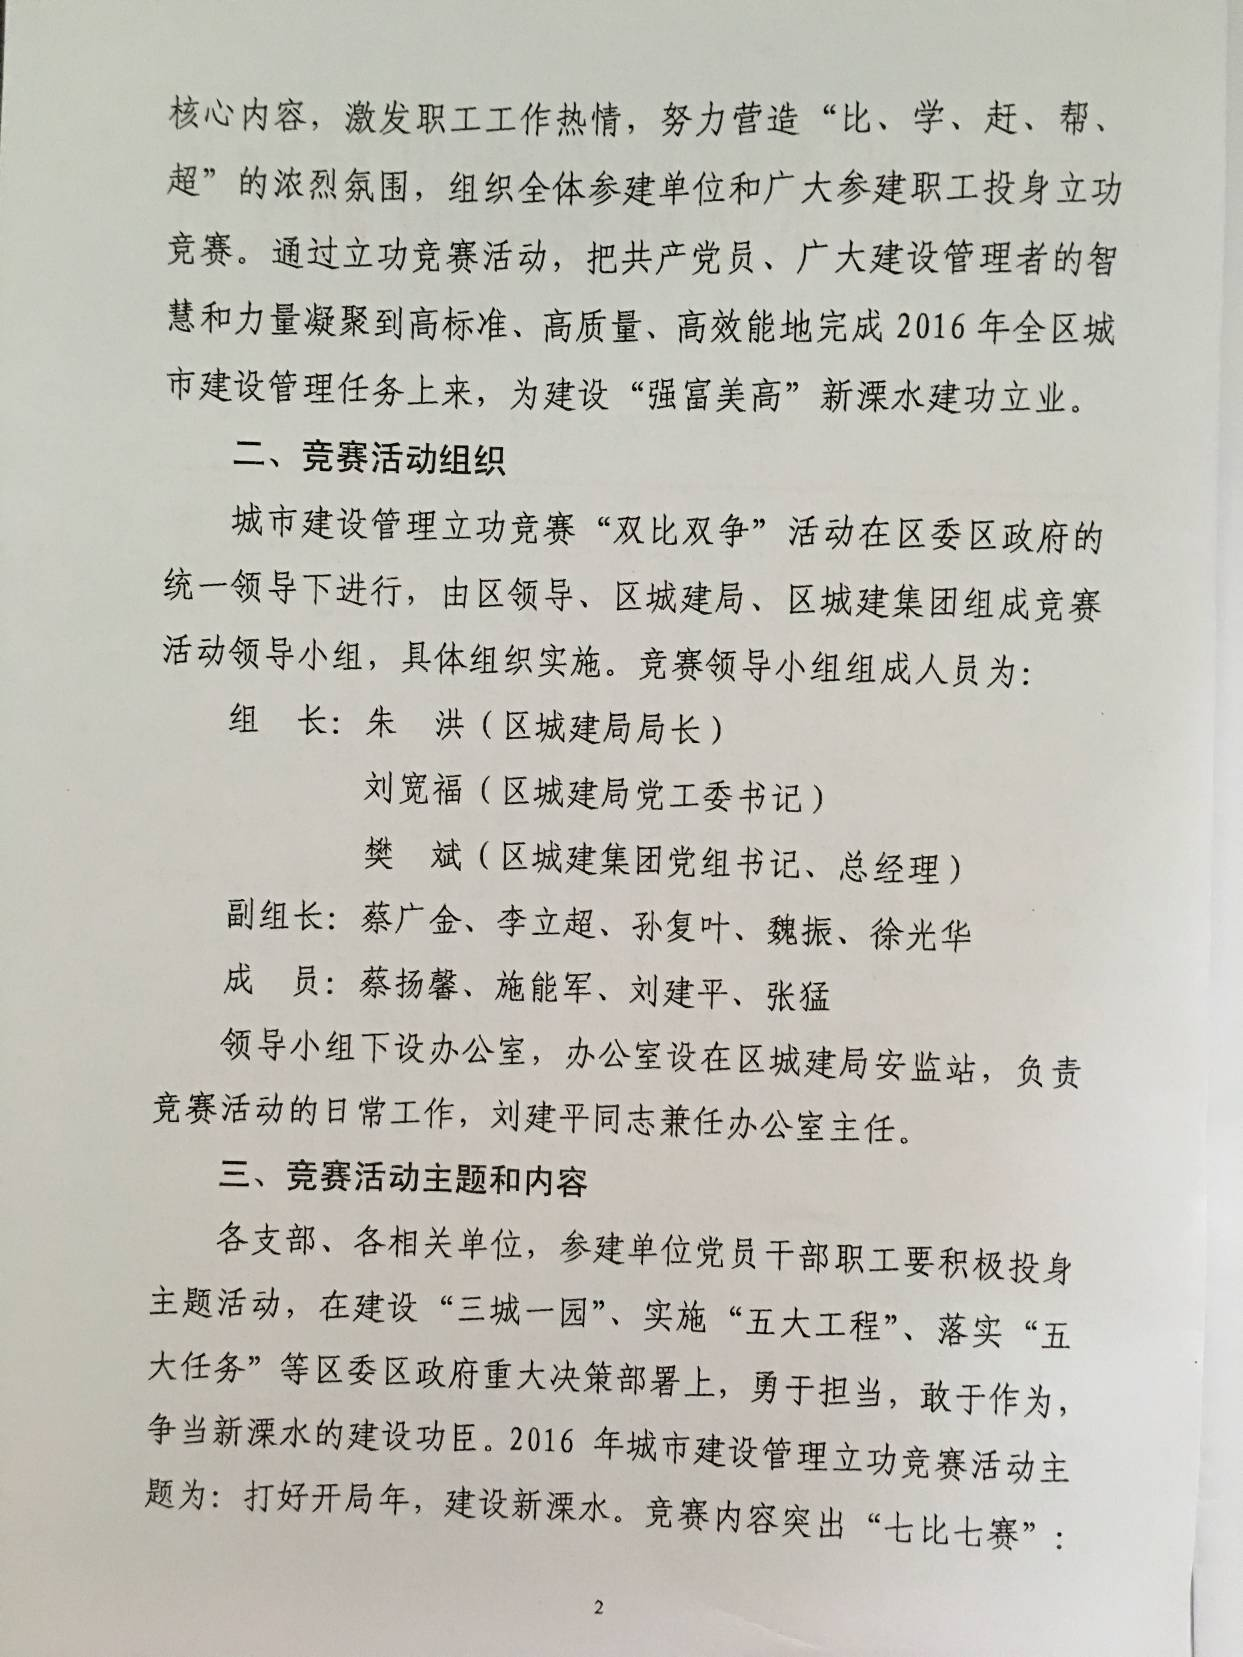 核心内容，激发职工工作热情，努力营造“比、学、赶、帮、
超”的浓烈氛围，组织全体参建单位和广大参建职工投身立功
竞赛。通过立功竞赛活动，把共产党员、广大建设管理者的智
慧和力量凝聚到高标准、高质量、高效能地完成 2016 年全区城
市建设管理任务上来，为建设“强富美高”新溧水建功立业。
二、竞赛活动组织
城市建设管理立功竞赛“双比双争”活动在区委区政府的
统一领导下进行，由区领导、区城建局、区城建集团组成竞赛
活动领导小组，具体组织实施。竞赛领导小组组成人员为：
组　长：朱　洪（区城建局局长）
刘宽福（区城建局党工委书记）
樊　斌（区城建集团党组书记、总经理）
副组长：蔡广金、李立超、孙复叶、魏振、徐光华
成　员：蔡扬馨、施能军、刘建平、张猛
领导小组下设办公室，办公室设在区城建局安监站，负责
竞赛活动的日常工作，刘建平同志兼任办公室主任。
三、竞赛活动主题和内容
各支部、各相关单位，参建单位党员干部职工要积极投身
主题活动，在建设“三城一园”、实施“五大工程”、落实“五
大任务”等区委区政府重大决策部署上，勇于担当，敢于作为，
争当新溧水的建设功臣。2016 年城市建设管理立功竞赛活动主
题为：打好开局年，建设新溧水。竞赛内容突出“七比七赛”：
2